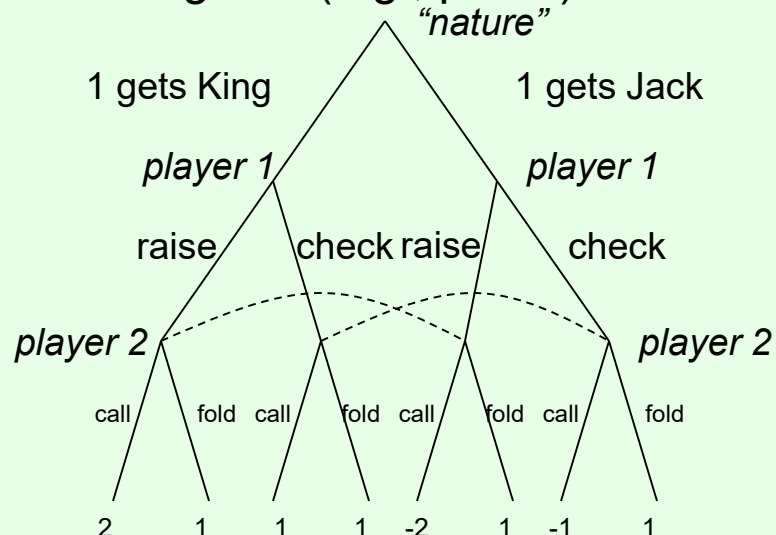 “nature”
1 gets King 1 gets Jack
player 1 player 1
raise check raise check
player 2 player 2
call fold call fold call fold call fold
2 1 1 1 -2 1 -1 1